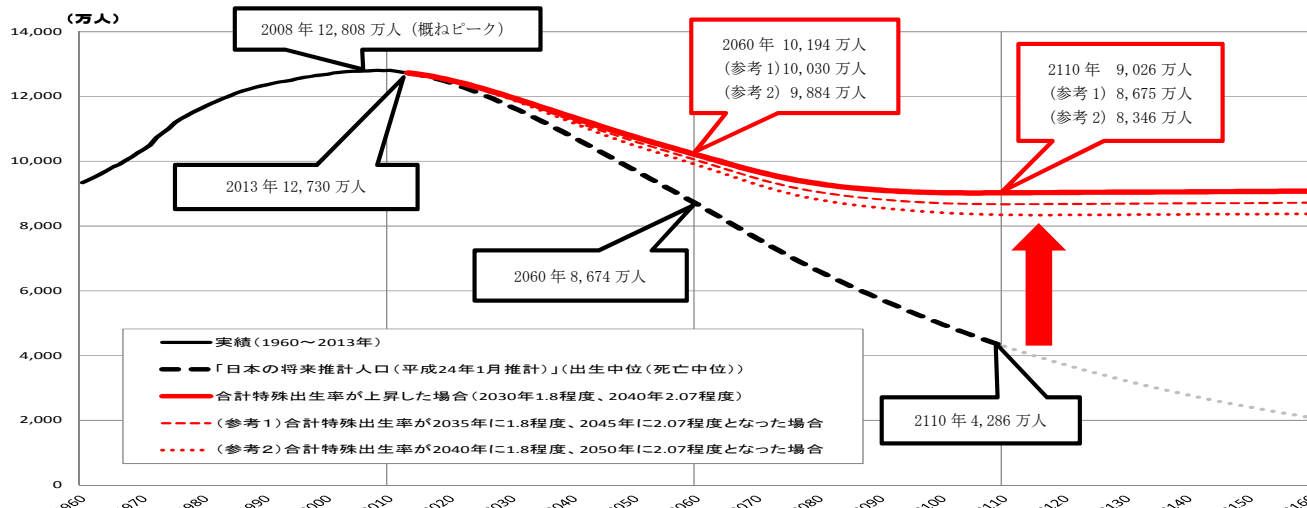 (万人)
14,000
12,000
10,000
8,000
6,000
4,000
2,000
0
2008 年 12,808 万人（概ねピーク）
2013 年 12,730 万人
2060 年 10,194 万人
(参考 1)10,030 万人
(参考 2) 9,884 万人
2110 年 9,026 万人
(参考 1) 8,675 万人
(参考 2) 8,346 万人
2060 年 8,674 万人
2110 年 4,286 万人
実績(1960～2013年)
「日本の将来推計人口(平成24年1月推計)」(出生中位(死亡中位))
合計特殊出生率が上昇した場合(2030年1.8程度、2040年2.07程度)
(参考1)合計特殊出生率が2035年に1.8程度、2045年に2.07程度となった場合
(参考2)合計特殊出生率が2040年に1.8程度、2050年に2.07程度となった場合